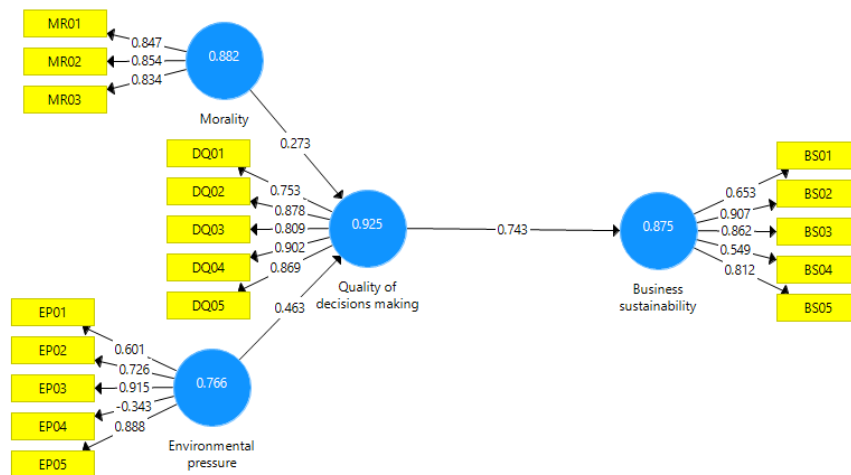 MR01
0.847
MR02
0.854
MR03
0.834
0.882
Morality
0.273
DQ01
0.753
DQ02
0.878
DQ03
0.809
DQ04
0.902
DQ05
0.869
0.925
Quality of
decisions making
0.743
0.463
EP01
0.601
EP02
0.726
EP03
0.915
EP04
-0.343
EP05
0.888
0.766
Environmental
pressure
0.875
Business
sustainability
BS01
0.653
BS02
0.907
BS03
0.862
BS04
0.549
BS05
0.812